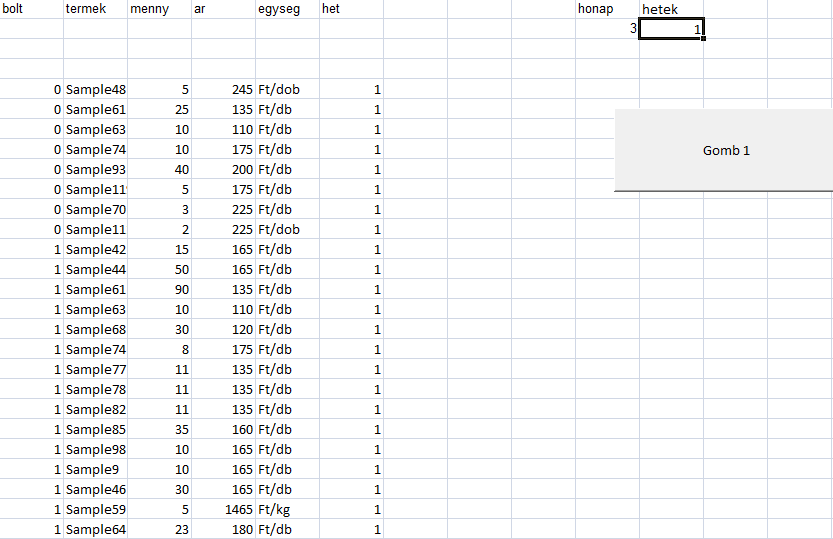 bolt termek menny ar egyseg het honap hetek
3 1
0 Sample48 5 245 Ft/dob 1
0 Sample61 25 135 Ft/db 1
0 Sample63 10 110 Ft/db 1
0 Sample74 10 175 Ft/db 1
Gomb 1
0 Sample93 40 200 Ft/db 1
0 Sample11 5 175 Ft/db 1
0 Sample70 3 225 Ft/db 1
0 Sample11 2 225 Ft/dob 1
1 Sample42 15 165 Ft/db 1
1 Sample44 50 165 Ft/db 1
1 Sample61 90 135 Ft/db 1
1 Sample63 10 110 Ft/db 1
1 Sample68 30 120 Ft/db 1
1 Sample74 8 175 Ft/db 1
1 Sample77 11 135 Ft/db 1
1 Sample78 11 135 Ft/db 1
1 Sample82 11 135 Ft/db 1
1 Sample85 35 160 Ft/db 1
1 Sample98 10 165 Ft/db 1
1 Sample9 10 165 Ft/db 1
1 Sample46 30 165 Ft/db 1
1 Sample59 5 1465 Ft/kg 1
1 Sample64 23 180 Ft/db 1